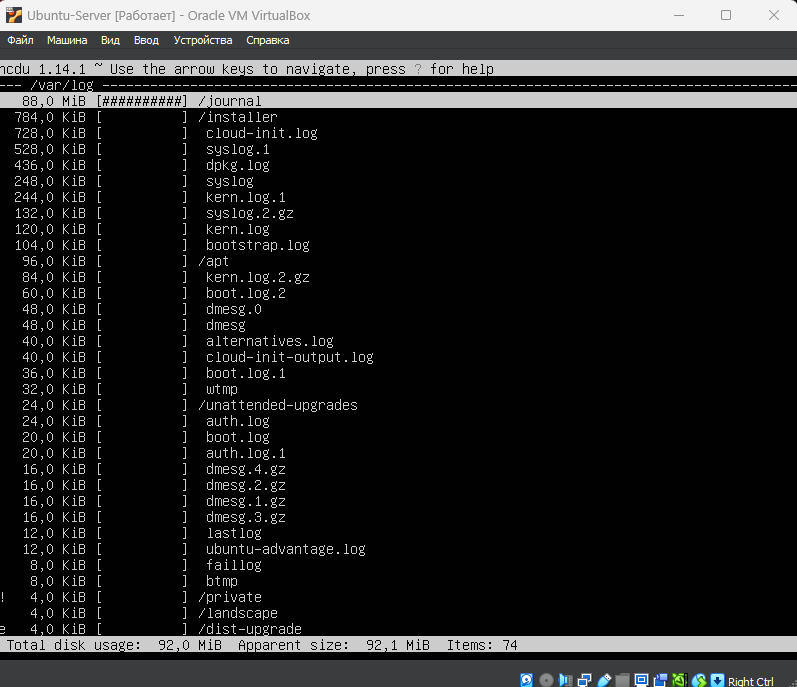 Ubuntu-Server [Работает] - Oracle VM VirtualBox
Файл Машина Вид Ввод Устройства Справка
ncdu 1.14.1 ~ Use the arrow keys to navigate, press ? for help
--- /var/log ---------------------------------------------------------------------------------------
88,0 MiB [##########] /journal
784,0 KiB [          ] /installer
728,0 KiB [          ]  cloud-init.log
528,0 KiB [          ]  syslog.1
436,0 KiB [          ]  dpkg.log
248,0 KiB [          ]  syslog
244,0 KiB [          ]  kern.log.1
132,0 KiB [          ]  syslog.2.gz
120,0 KiB [          ]  kern.log
104,0 KiB [          ]  bootstrap.log
96,0 KiB [          ] /apt
84,0 KiB [          ]  kern.log.2.gz
60,0 KiB [          ]  boot.log.2
48,0 KiB [          ]  dmesg.0
48,0 KiB [          ]  dmesg
40,0 KiB [          ]  alternatives.log
40,0 KiB [          ]  cloud-init-output.log
36,0 KiB [          ]  boot.log.1
32,0 KiB [          ]  wtmp
24,0 KiB [          ] /unattended-upgrades
24,0 KiB [          ]  auth.log
20,0 KiB [          ]  boot.log
20,0 KiB [          ]  auth.log.1
16,0 KiB [          ]  dmesg.4.gz
16,0 KiB [          ]  dmesg.2.gz
16,0 KiB [          ]  dmesg.1.gz
16,0 KiB [          ]  dmesg.3.gz
12,0 KiB [          ]  lastlog
12,0 KiB [          ]  ubuntu-advantage.log
8,0 KiB [          ]  faillog
8,0 KiB [          ]  btmp
! 4,0 KiB [          ] /private
4,0 KiB [          ] /landscape
e 4,0 KiB [          ] /dist-upgrade
Total disk usage: 92,0 MiB Apparent size: 92,1 MiB Items: 74
Right Ctrl